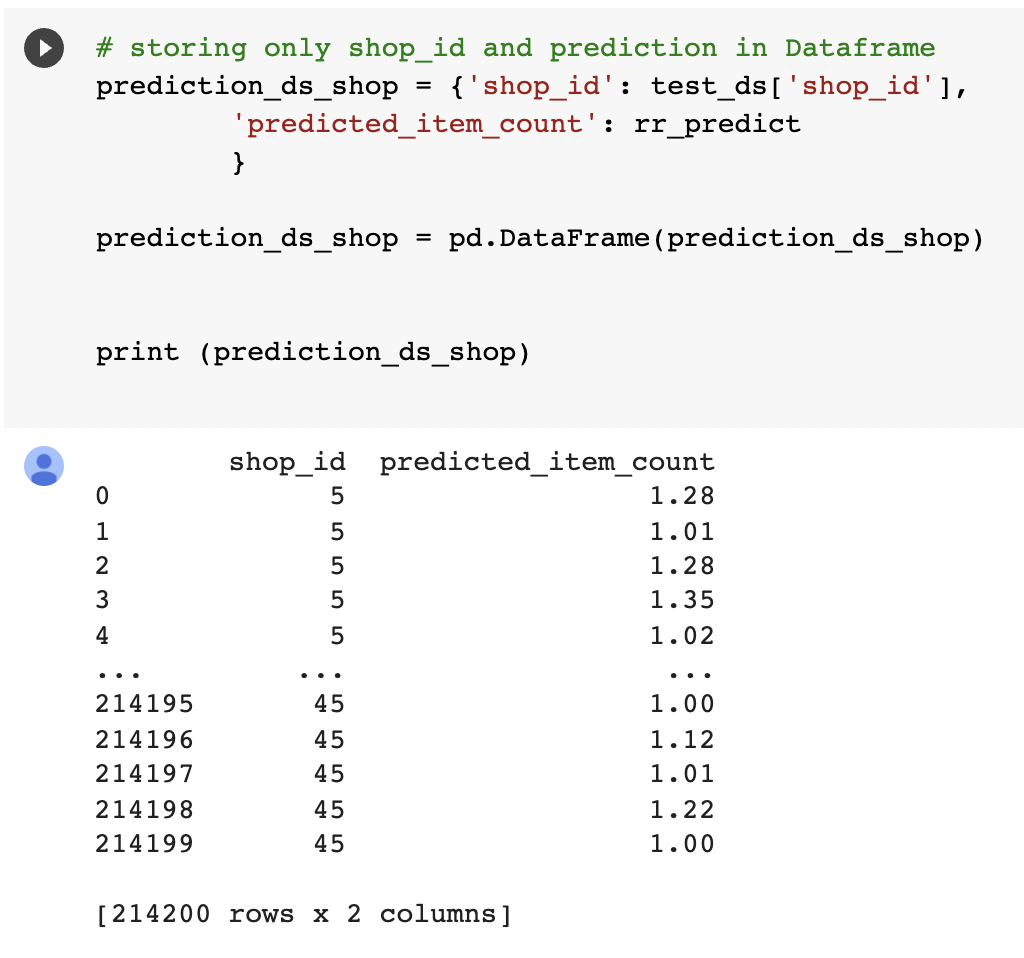 # storing only shop_id and prediction in Dataframe
prediction_ds_shop = {'shop_id': test_ds['shop_id'],
        'predicted_item_count': rr_predict
        }
prediction_ds_shop = pd.DataFrame(prediction_ds_shop)
print (prediction_ds_shop)
        shop_id  predicted_item_count
0             5                  1.28
1             5                  1.01
2             5                  1.28
3             5                  1.35
4             5                  1.02
...         ...                   ...
214195       45                  1.00
214196       45                  1.12
214197       45                  1.01
214198       45                  1.22
214199       45                  1.00
[214200 rows x 2 columns]